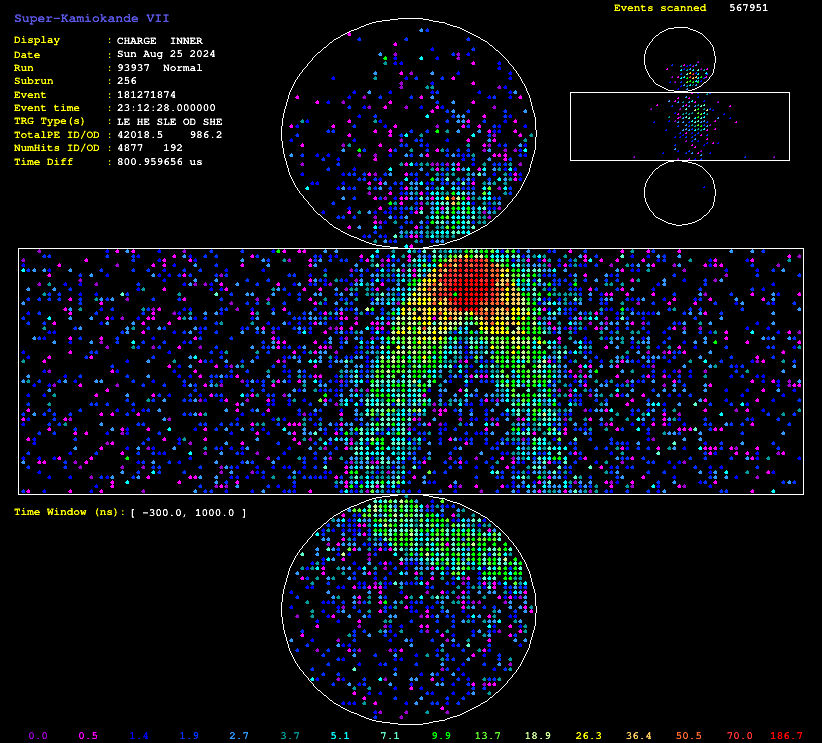 Super-Kamiokande VII
Display : CHARGE INNER
Date : Sun Aug 25 2024
Run : 93937 Normal
Subrun : 256
Event : 181271874
Event time : 23:12:28.000000
TRG Type(s) : LE HE SLE OD SHE
TotalPE ID/OD : 42018.5 986.2
NumHits ID/OD : 4877 192
Time Diff : 800.959656 us
Events scanned 567951
Time Window (ns): [ -300.0, 1000.0 ]
0.0 0.5 1.4 1.9 2.7 3.7 5.1 7.1 9.9 13.7 18.9 26.3 36.4 50.5 70.0 186.7